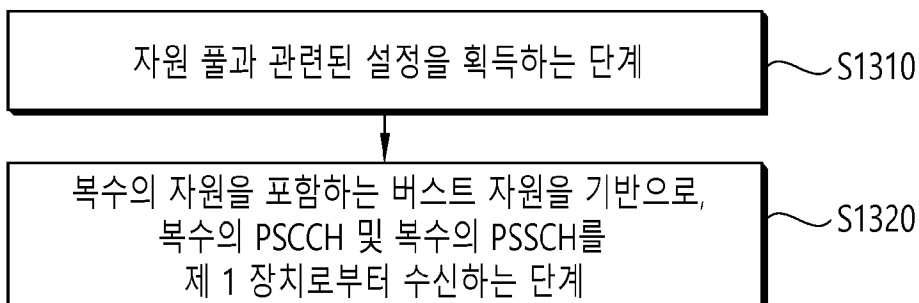 자원 풀과 관련된 설정을 획득하는 단계
S1310
복수의 자원을 포함하는 버스트 자원을 기반으로,
복수의 PSCCH 및 복수의 PSSCH를
제 1 장치로부터 수신하는 단계
S1320